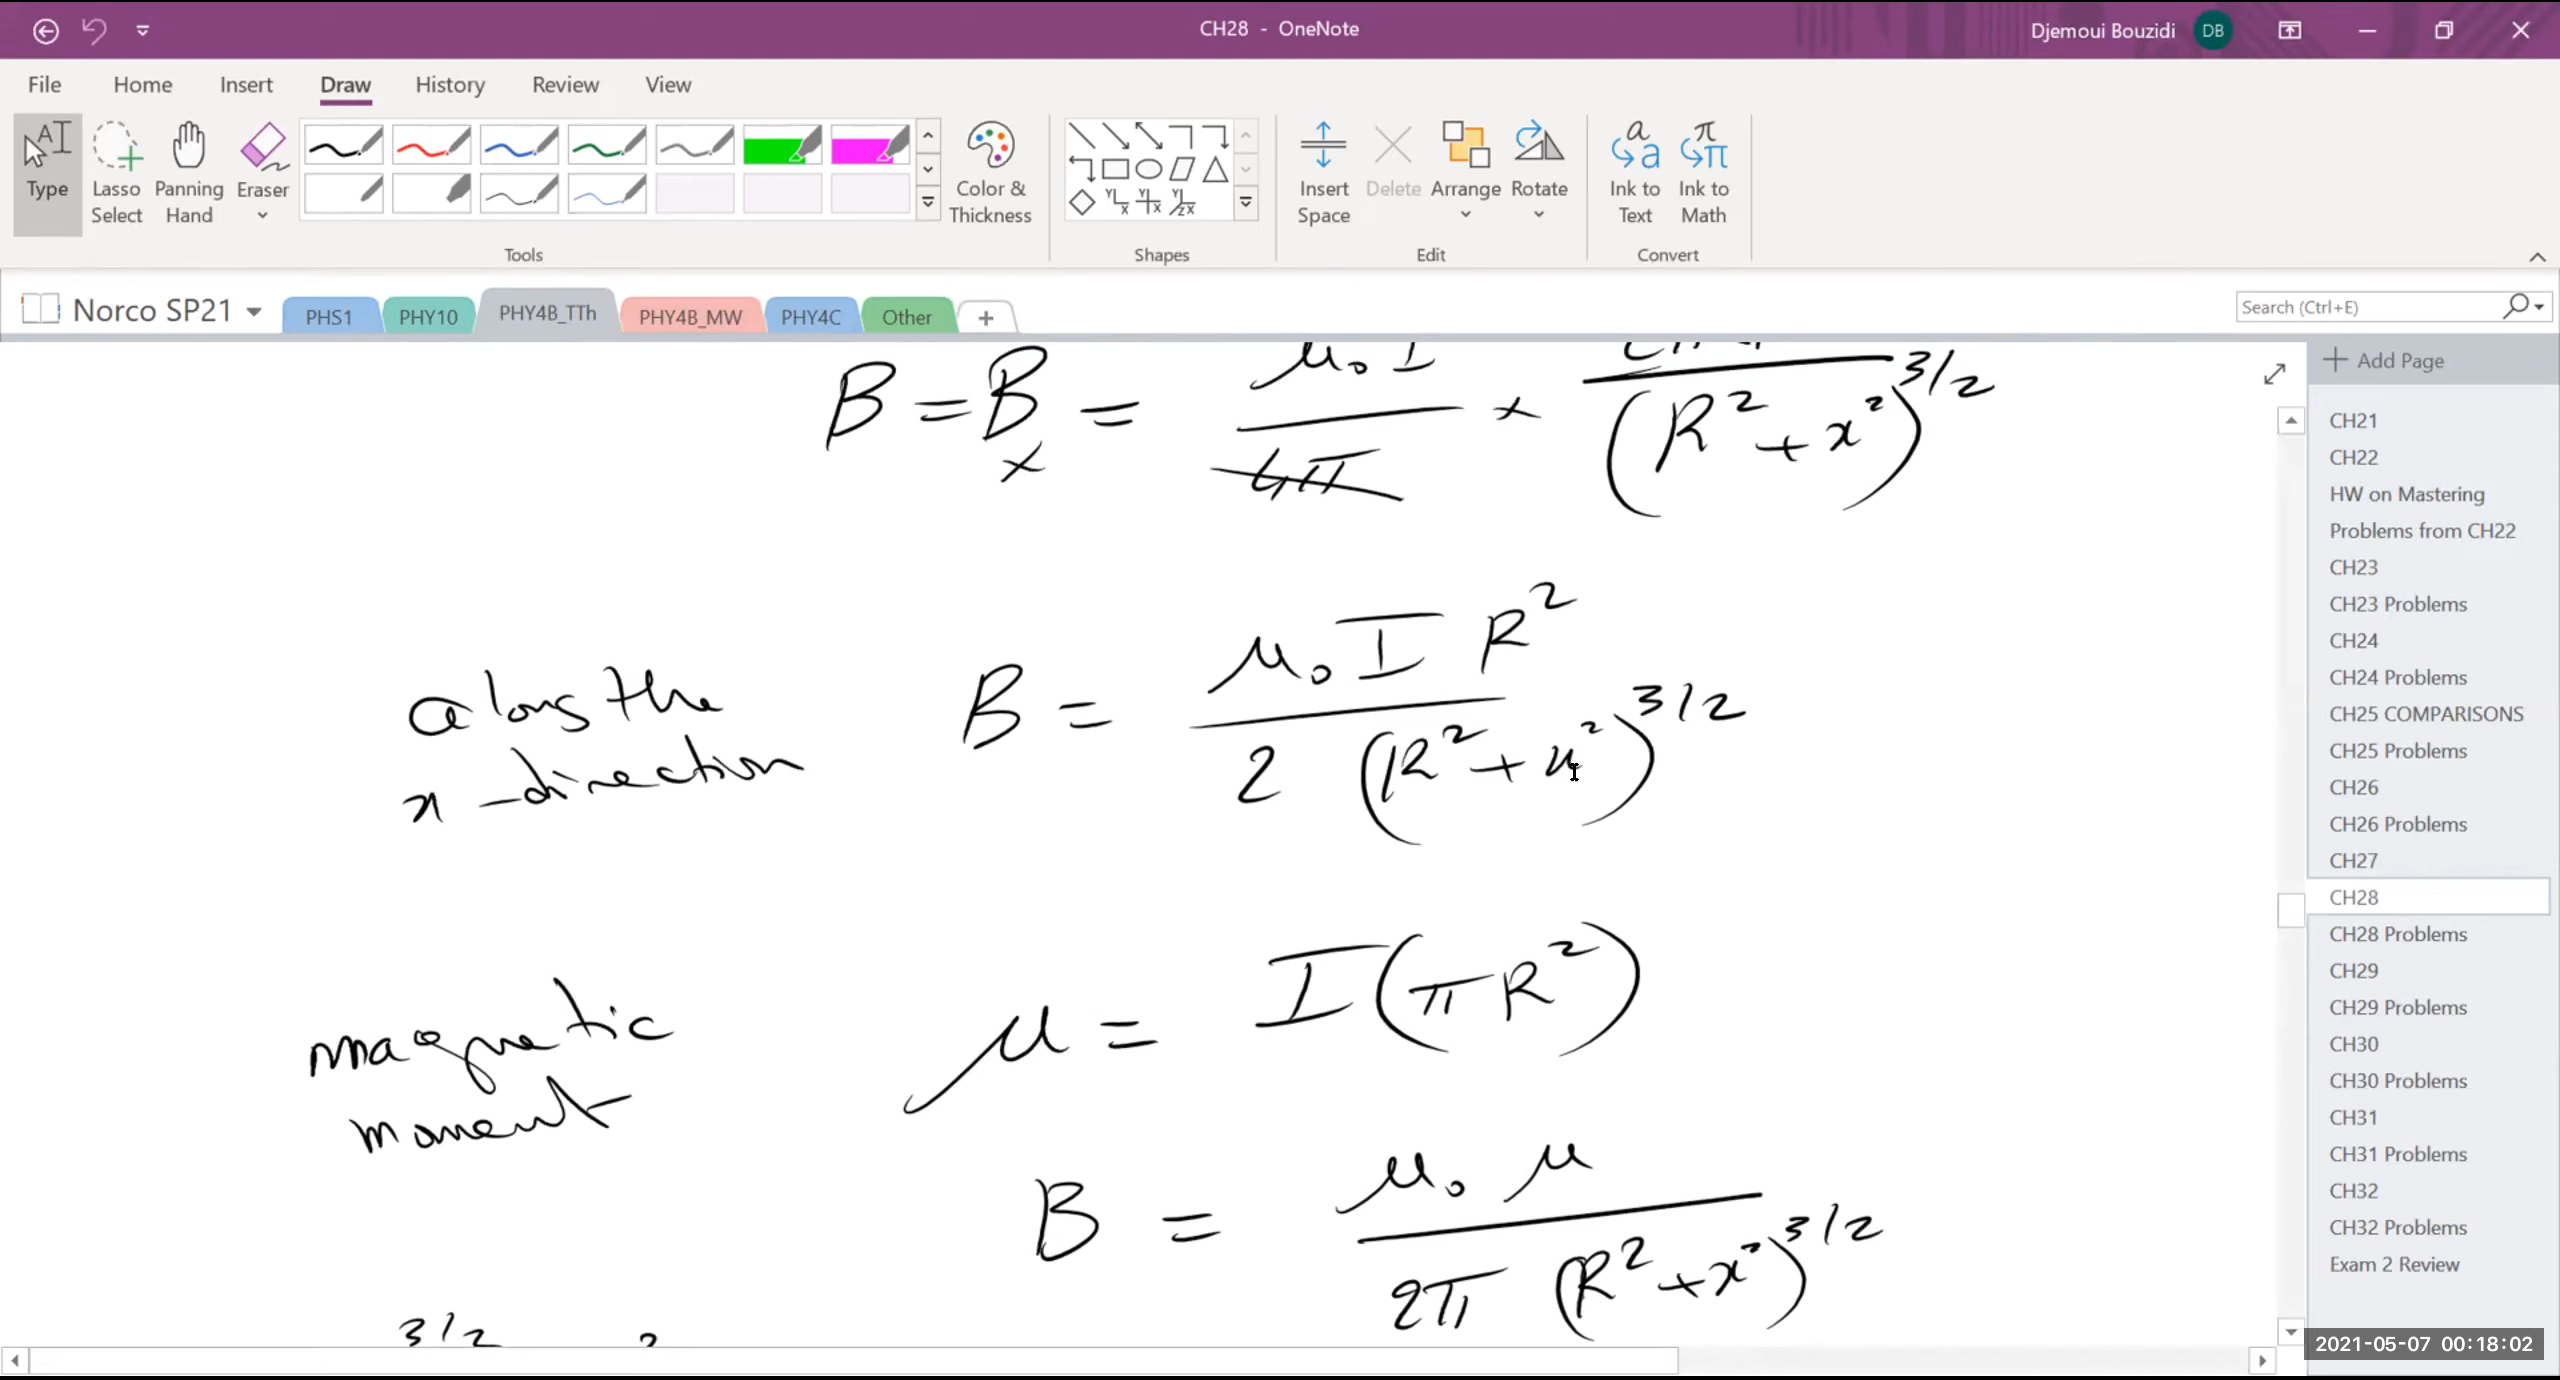 CH28 - OneNote
Djemoui Bouzidi DB
File Home Insert Draw History Review View
Type
Lasso Select
Panning Hand
Eraser
Color & Thickness
Insert Space
Delete
Arrange
Rotate
Ink to Text
Ink to Math
Tools Shapes Edit Convert
Norco SP21 PHS1 PHY10 PHY4B_TTh PHY4B_MW PHY4C Other +
Search (Ctrl+E)
B = Bx = μ₀ I / 4π × / (R² + x²)^3/2
along the x-direction
B = μ₀ I R² / 2 (R² + x²)^3/2
magnetic moment
μ = I(πR²)
B = μ₀ μ / 2π (R² + x²)^3/2
3/2
Add Page
CH21
CH22
HW on Mastering
Problems from CH22
CH23
CH23 Problems
CH24
CH24 Problems
CH25 COMPARISONS
CH25 Problems
CH26
CH26 Problems
CH27
CH28
CH28 Problems
CH29
CH29 Problems
CH30
CH30 Problems
CH31
CH31 Problems
CH32
CH32 Problems
Exam 2 Review
2021-05-07 00:18:02